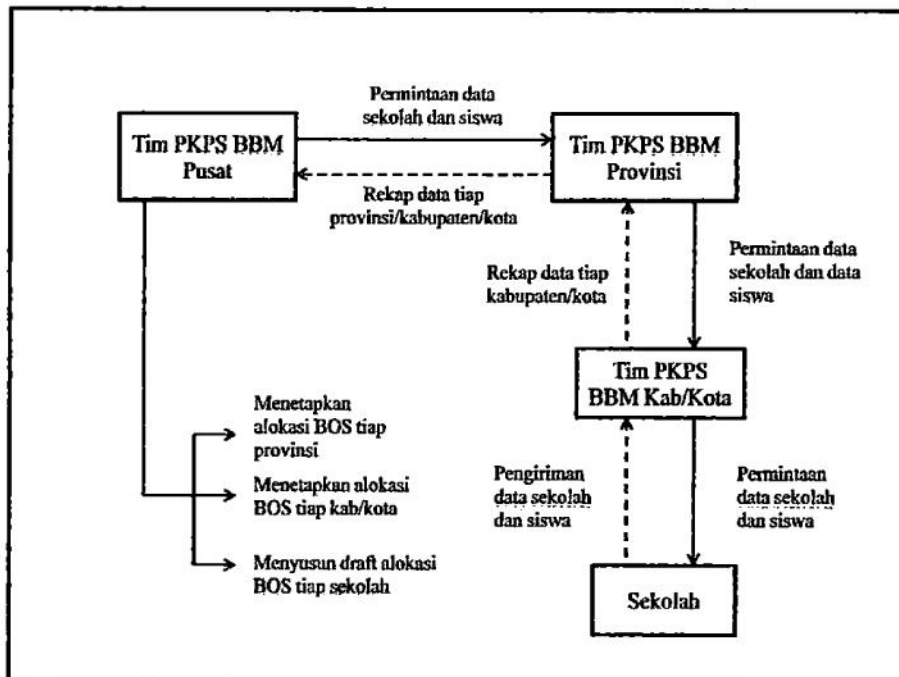 Permintaan data
sekolah dan siswa
Tim PKPS BBM
Pusat
Tim PKPS BBM
Provinsi
Rekap data tiap
provinsi/kabupaten/kota
Rekap data tiap
kabupaten/kota
Permintaan data
sekolah dan data
siswa
Tim PKPS
BBM Kab/Kota
Menetapkan
alokasi BOS tiap
provinsi
Menetapkan alokasi
BOS tiap kab/kota
Menyusun draft alokasi
BOS tiap sekolah
Pengiriman
data sekolah
dan siswa
Permintaan
data sekolah
dan siswa
Sekolah